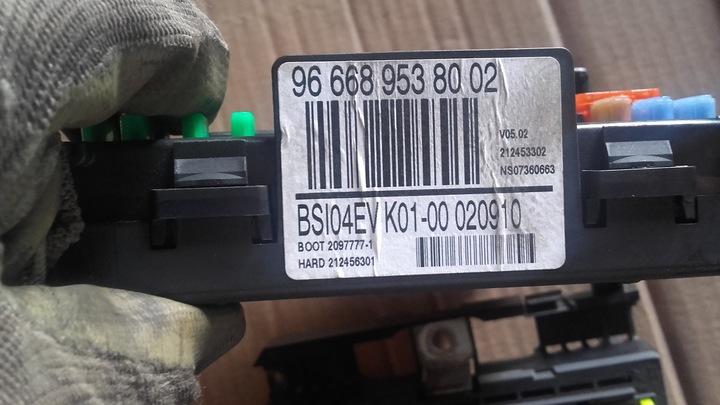 96 668 953 80 02
V05.02
212453302
NS07360663
BSI04EV K01-00 020910
BOOT 2097777-1
HARD 212456301